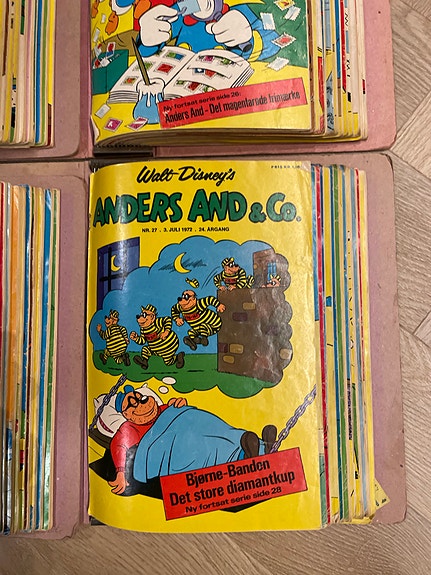 Ny fortsat serie side 28:
Anders And - Det magentarøde frimærke
Walt Disney's
ANDERS AND & Co.
NR. 27 . 3. JULI 1972 . 24. ÅRGANG
Bjørne-Banden
Det store diamantkup
Ny fortsat serie side 28